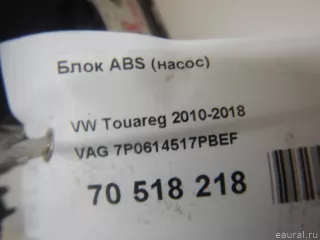 Блок ABS (насос)
VW Touareg 2010-2018
VAG 7P0614517PBEF
70 518 218
eaural.ru